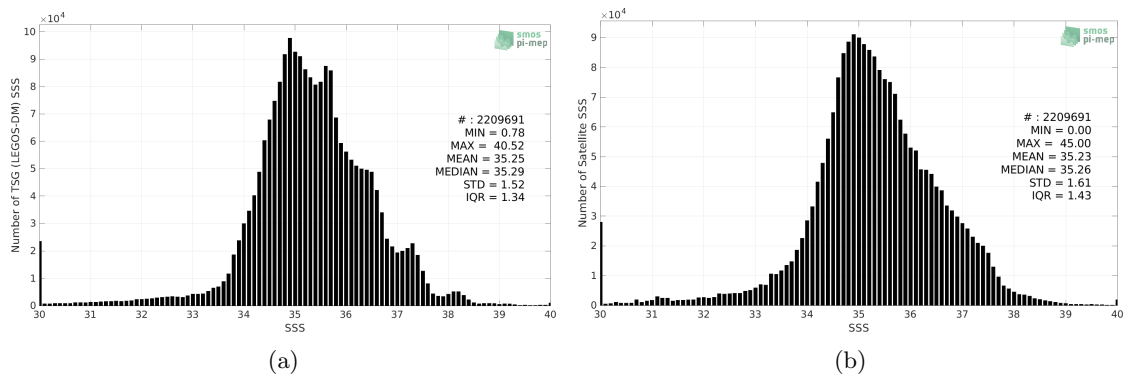 ×10⁴
10
9
8
7
6
5
4
3
2
1
0
Number of TSG (LEGOS-DM) SSS
smos
pi-mep
# : 2209691
MIN = 0.78
MAX = 40.52
MEAN = 35.25
MEDIAN = 35.29
STD = 1.52
IQR = 1.34
30 31 32 33 34 35 36 37 38 39 40
SSS
(a)
×10⁴
9
8
7
6
5
4
3
2
1
0
Number of Satellite SSS
smos
pi-mep
# : 2209691
MIN = 0.00
MAX = 45.00
MEAN = 35.23
MEDIAN = 35.26
STD = 1.61
IQR = 1.43
30 31 32 33 34 35 36 37 38 39 40
SSS
(b)